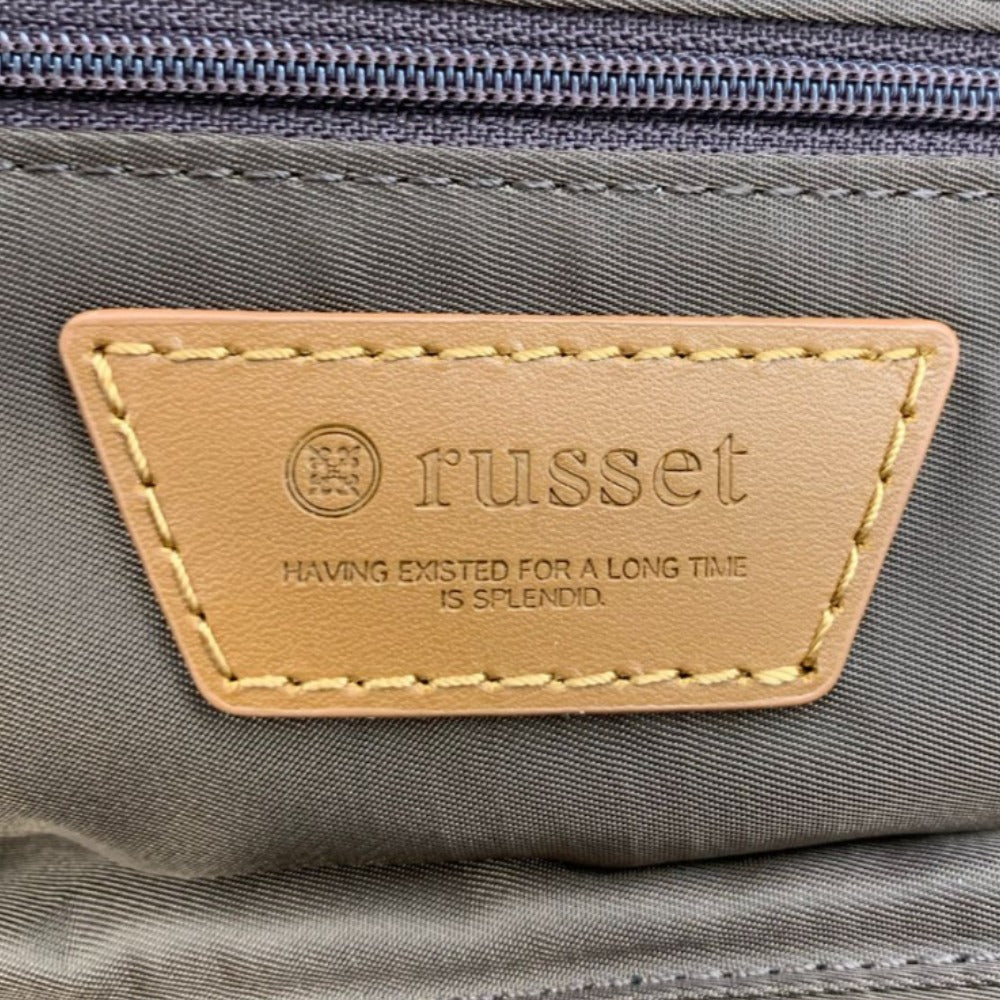 russet
HAVING EXISTED FOR A LONG TIME
IS SPLENDID.